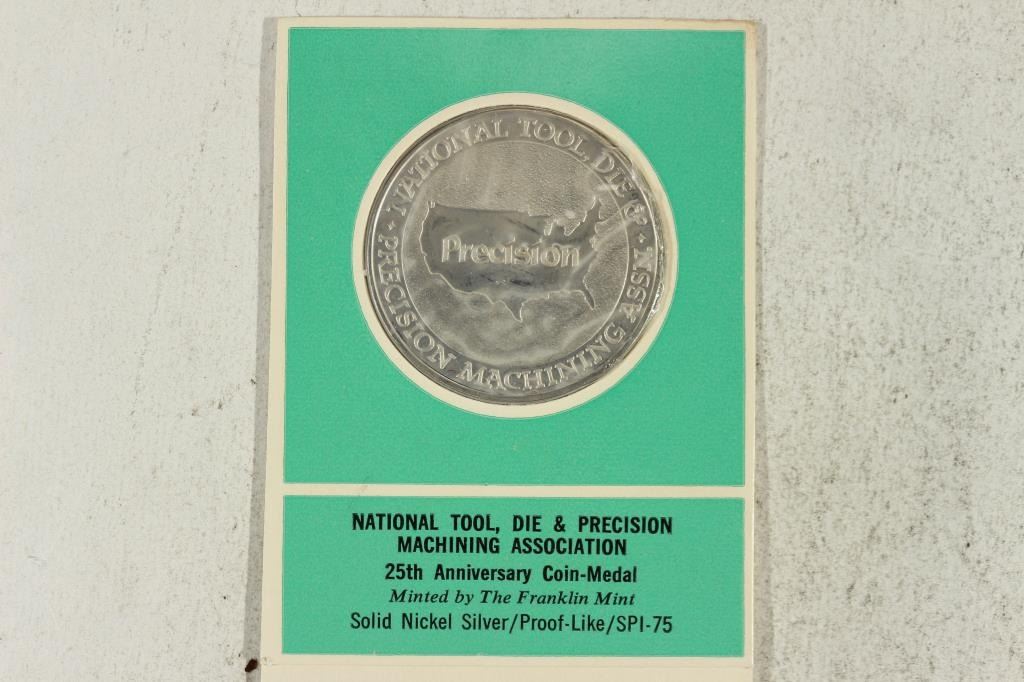 NATIONAL TOOL, DIE &
PRECISION MACHINING ASSN
Precision
NATIONAL TOOL, DIE & PRECISION
MACHINING ASSOCIATION
25th Anniversary Coin-Medal
Minted by The Franklin Mint
Solid Nickel Silver/Proof-Like/SPI-75